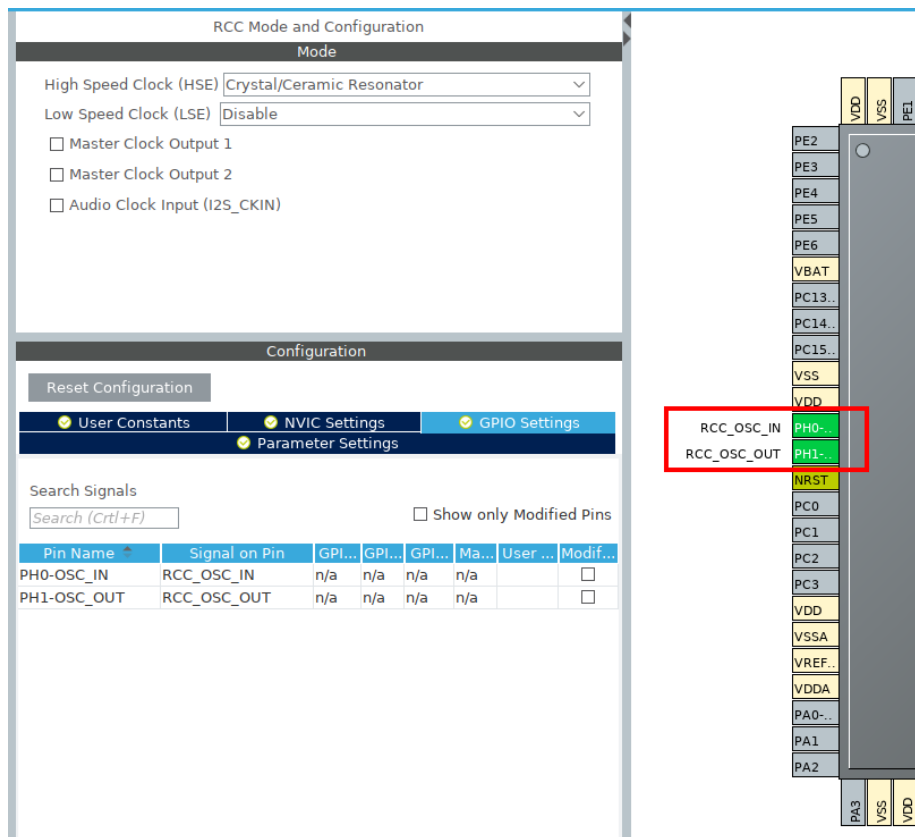 RCC Mode and Configuration
Mode
High Speed Clock (HSE) Crystal/Ceramic Resonator
Low Speed Clock (LSE) Disable
Master Clock Output 1
Master Clock Output 2
Audio Clock Input (I2S_CKIN)
Configuration
Reset Configuration
User Constants
NVIC Settings
GPIO Settings
Parameter Settings
Search Signals
Search (Crtl+F)
Show only Modified Pins
Pin Name Signal on Pin GPI... GPI... GPI... Ma... User ... Modif...
PH0-OSC_IN RCC_OSC_IN n/a n/a n/a n/a
PH1-OSC_OUT RCC_OSC_OUT n/a n/a n/a n/a
VDD
VSS
PE1
PE2
PE3
PE4
PE5
PE6
VBAT
PC13..
PC14..
PC15..
VSS
VDD
RCC_OSC_IN PH0-..
RCC_OSC_OUT PH1-..
NRST
PC0
PC1
PC2
PC3
VDD
VSSA
VREF..
VDDA
PA0-..
PA1
PA2
PA3
VSS
VDD